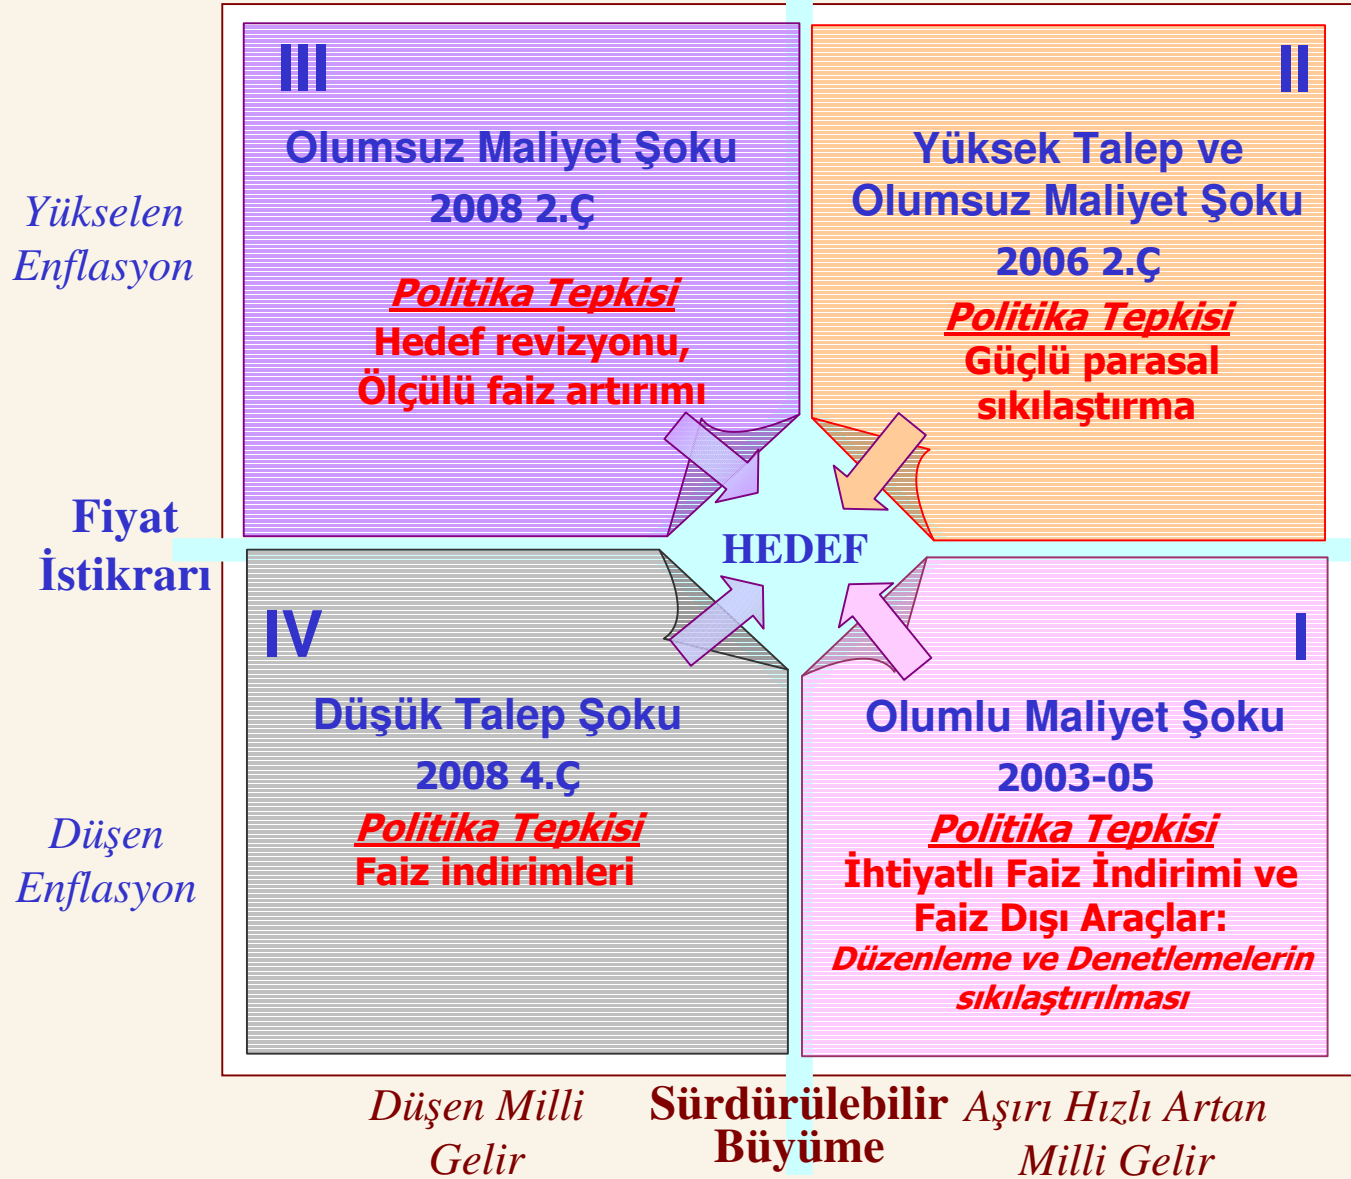 III
Olumsuz Maliyet Şoku
2008 2.Ç
Politika Tepkisi
Hedef revizyonu,
Ölçülü faiz artırımı
II
Yüksek Talep ve
Olumsuz Maliyet Şoku
2006 2.Ç
Politika Tepkisi
Güçlü parasal
sıkılaştırma
Yükselen
Enflasyon
Fiyat
İstikrarı
HEDEF
IV
Düşük Talep Şoku
2008 4.Ç
Politika Tepkisi
Faiz indirimleri
I
Olumlu Maliyet Şoku
2003-05
Politika Tepkisi
İhtiyatlı Faiz İndirimi ve
Faiz Dışı Araçlar:
Düzenleme ve Denetlemelerin
sıkılaştırılması
Düşen
Enflasyon
Düşen Milli
Gelir
Sürdürülebilir
Büyüme
Aşırı Hızlı Artan
Milli Gelir